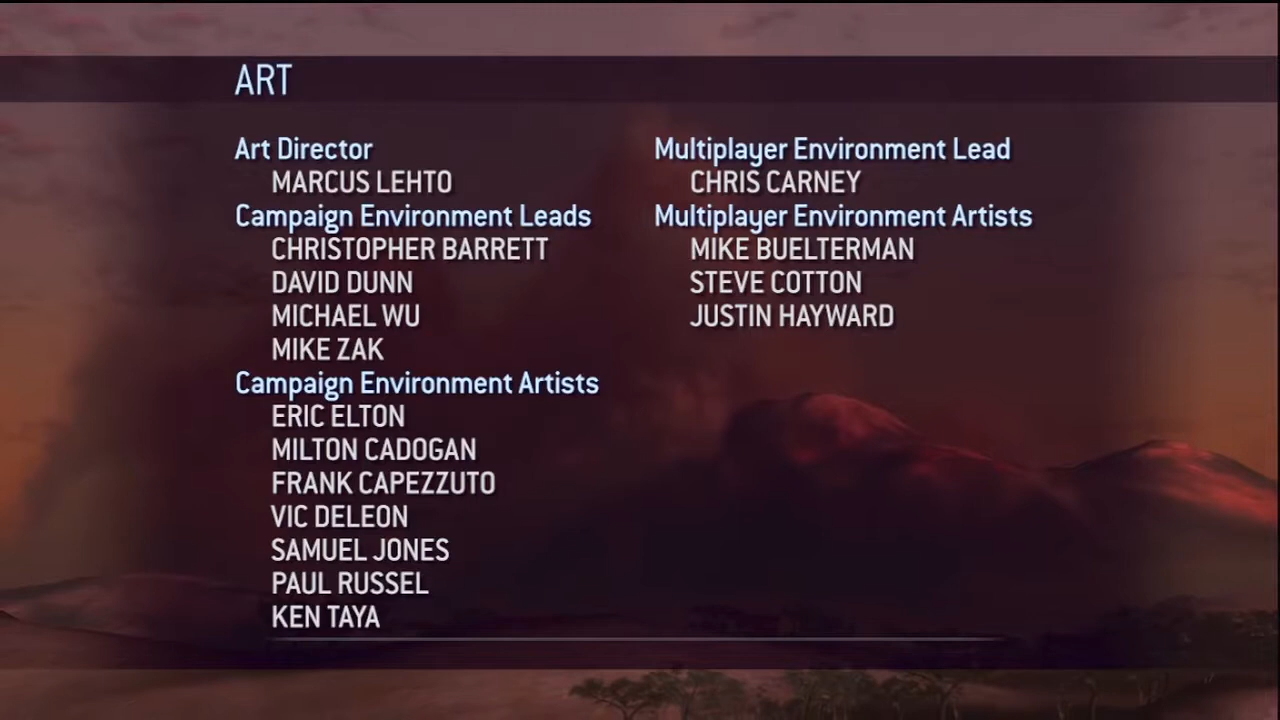 ART
Art Director
MARCUS LEHTO
Campaign Environment Leads
CHRISTOPHER BARRETT
DAVID DUNN
MICHAEL WU
MIKE ZAK
Campaign Environment Artists
ERIC ELTON
MILTON CADOGAN
FRANK CAPEZZUTO
VIC DELEON
SAMUEL JONES
PAUL RUSSEL
KEN TAYA
Multiplayer Environment Lead
CHRIS CARNEY
Multiplayer Environment Artists
MIKE BUELTERMAN
STEVE COTTON
JUSTIN HAYWARD